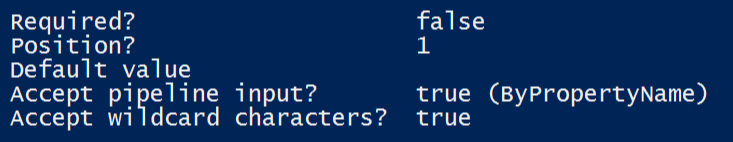 Required?                    false
Position?                    1
Default value
Accept pipeline input?       true (ByPropertyName)
Accept wildcard characters?  true